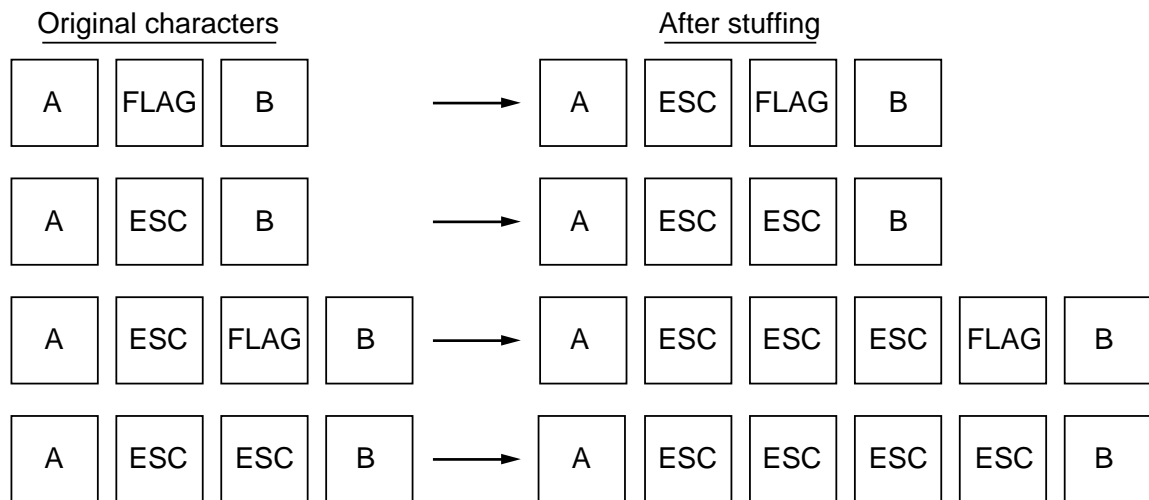 Original characters After stuffing
A FLAG B A ESC FLAG B
A ESC B A ESC ESC B
A ESC FLAG B A ESC ESC ESC FLAG B
A ESC ESC B A ESC ESC ESC ESC B